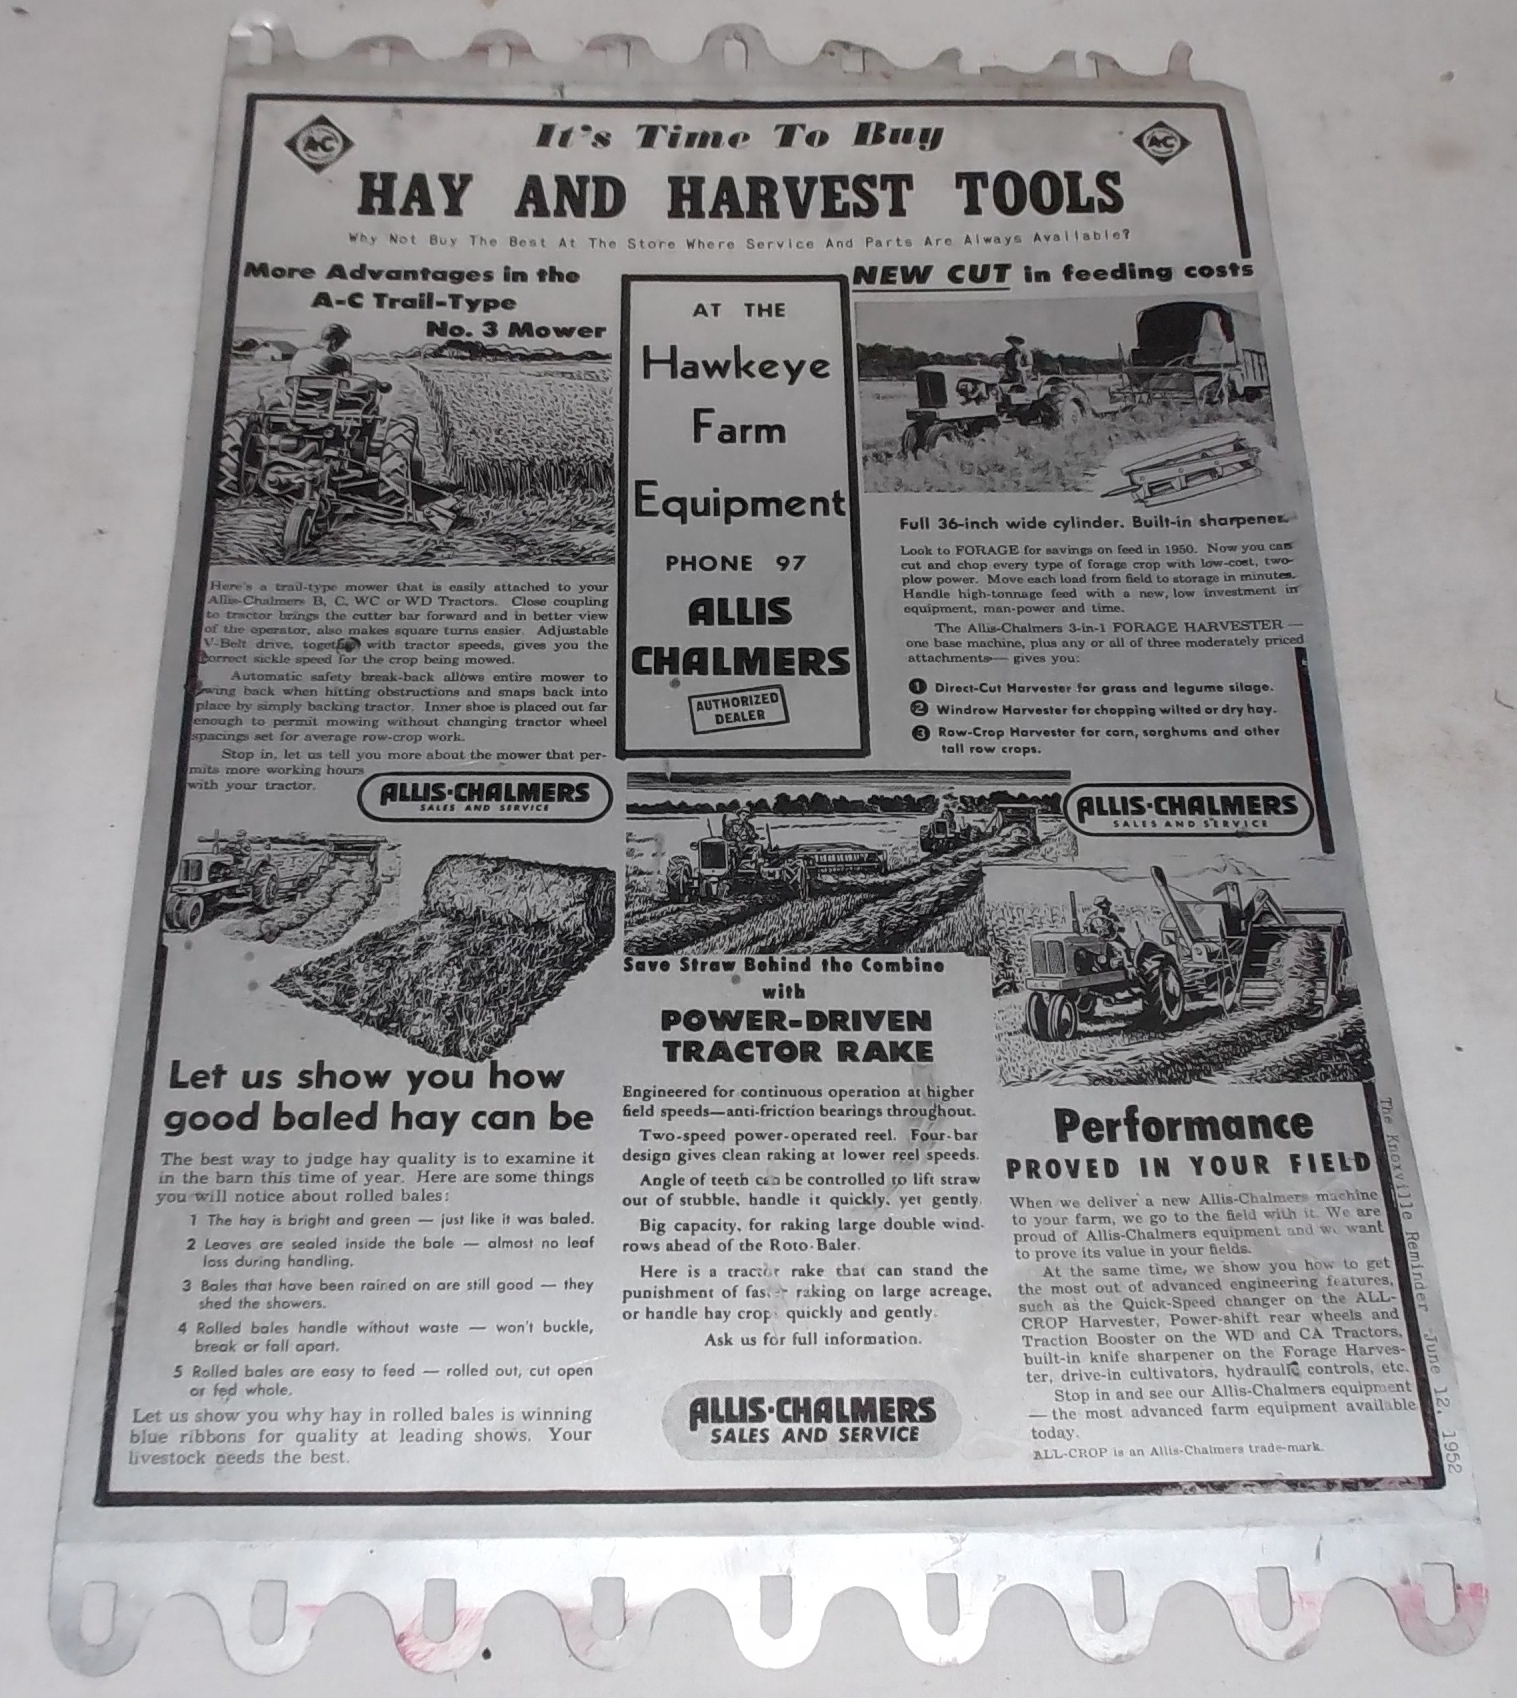 It's Time To Buy
A-C
A-C
HAY AND HARVEST TOOLS
Why Not Buy The Best At The Store Where Service And Parts Are Always Available?
More Advantages in the
A-C Trail-Type
No. 3 Mower
Here's a trail-type mower that is easily attached to your
Allis-Chalmers B, C, WC or WD Tractors. Close coupling
to tractor brings the cutter bar forward and in better view
of the operator, also makes square turns easier. Adjustable
V-Belt drive, together with tractor speeds, gives you the
correct sickle speed for the crop being mowed.
Automatic safety break-back allows entire mower to
swing back when hitting obstructions and snaps back into
place by simply backing tractor. Inner shoe is placed out far
enough to permit mowing without changing tractor wheel
spacings set for average row-crop work.
Stop in, let us tell you more about the mower that per-
mits more working hours
with your tractor.
ALLIS-CHALMERS
SALES AND SERVICE
AT THE
Hawkeye
Farm
Equipment
PHONE 97
ALLIS
CHALMERS
AUTHORIZED
DEALER
NEW CUT in feeding costs
Full 36-inch wide cylinder. Built-in sharpener.
Look to FORAGE for savings on feed in 1950. Now you can
cut and chop every type of forage crop with low-cost, two-
plow power. Move each load from field to storage in minutes.
Handle high-tonnage feed with a new, low investment in
equipment, man-power and time.
The Allis-Chalmers 3-in-1 FORAGE HARVESTER —
one base machine, plus any or all of three moderately priced
attachments — gives you:
1 Direct-Cut Harvester for grass and legume silage.
2 Windrow Harvester for chopping wilted or dry hay.
3 Row-Crop Harvester for corn, sorghums and other
tall row crops.
ALLIS-CHALMERS
SALES AND SERVICE
Let us show you how
good baled hay can be
The best way to judge hay quality is to examine it
in the barn this time of year. Here are some things
you will notice about rolled bales:
1 The hay is bright and green — just like it was baled.
2 Leaves are sealed inside the bale — almost no leaf
loss during handling.
3 Bales that have been rained on are still good — they
shed the showers.
4 Rolled bales handle without waste — won't buckle,
break or fall apart.
5 Rolled bales are easy to feed — rolled out, cut open
or fed whole.
Let us show you why hay in rolled bales is winning
blue ribbons for quality at leading shows. Your
livestock needs the best.
Save Straw Behind the Combine
with
POWER-DRIVEN
TRACTOR RAKE
Engineered for continuous operation at higher
field speeds—anti-friction bearings throughout.
Two-speed power-operated reel. Four-bar
design gives clean raking at lower reel speeds.
Angle of teeth can be controlled to lift straw
out of stubble, handle it quickly, yet gently.
Big capacity, for raking large double wind-
rows ahead of the Roto-Baler.
Here is a tractor rake that can stand the
punishment of faster raking on large acreage,
or handle hay crops quickly and gently.
Ask us for full information.
ALLIS-CHALMERS
SALES AND SERVICE
Performance
PROVED IN YOUR FIELD
When we deliver a new Allis-Chalmers machine
to your farm, we go to the field with it. We are
proud of Allis-Chalmers equipment and we want
to prove its value in your fields.
At the same time, we show you how to get
the most out of advanced engineering features,
such as the Quick-Speed changer on the ALL-
CROP Harvester, Power-shift rear wheels and
Traction Booster on the WD and CA Tractors,
built-in knife sharpener on the Forage Harves-
ter, drive-in cultivators, hydraulic controls, etc.
Stop in and see our Allis-Chalmers equipment
— the most advanced farm equipment available
today.
ALL-CROP is an Allis-Chalmers trade-mark.
The Knoxville Reminder June 12, 1952